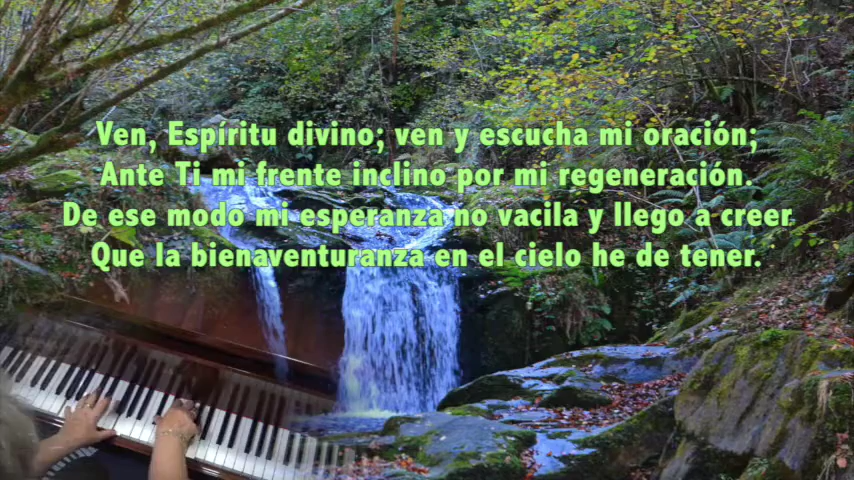 Ven, Espíritu divino; ven y escucha mi oración;
Ante Ti mi frente inclino por mi regeneración.
De ese modo mi esperanza no vacila y llego a creer
Que la bienaventuranza en el cielo he de tener.